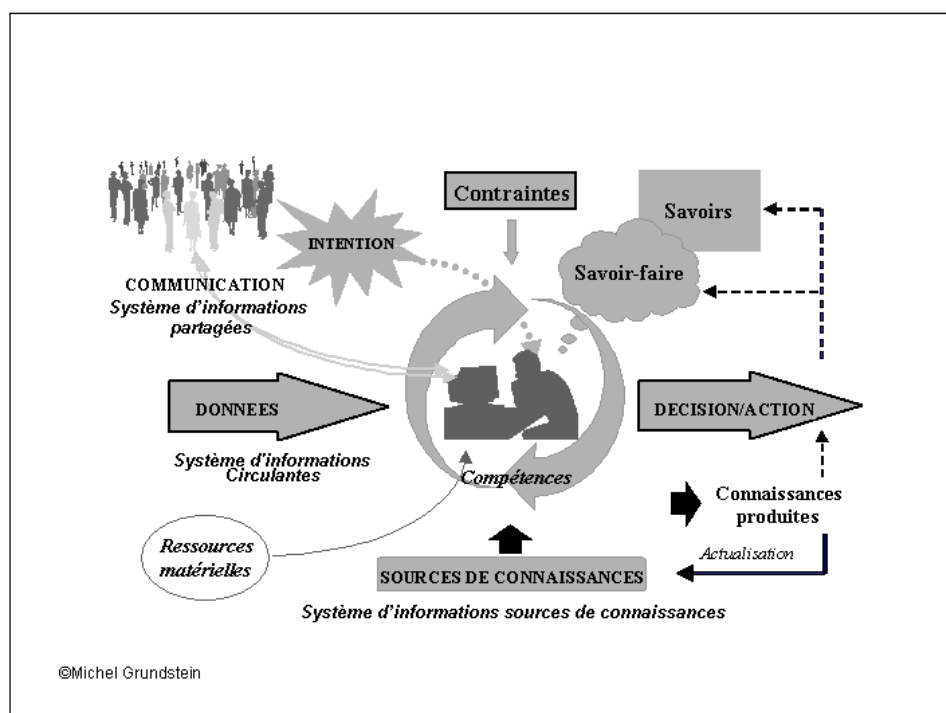 Contraintes
Savoirs
INTENTION
Savoir-faire
COMMUNICATION
Système d'informations
partagées
DONNEES
DECISION/ACTION
Système d'informations
Circulantes
Compétences
Connaissances
produites
Ressources
matérielles
Actualisation
SOURCES DE CONNAISSANCES
Système d'informations sources de connaissances
©Michel Grundstein